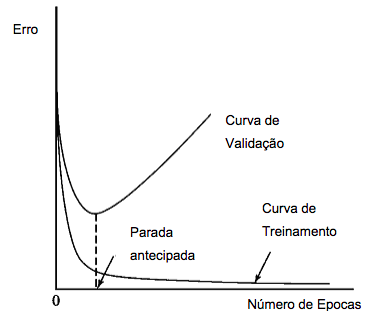 Erro
Curva de
Validação
Curva de
Treinamento
Parada
antecipada
0
Número de Epocas